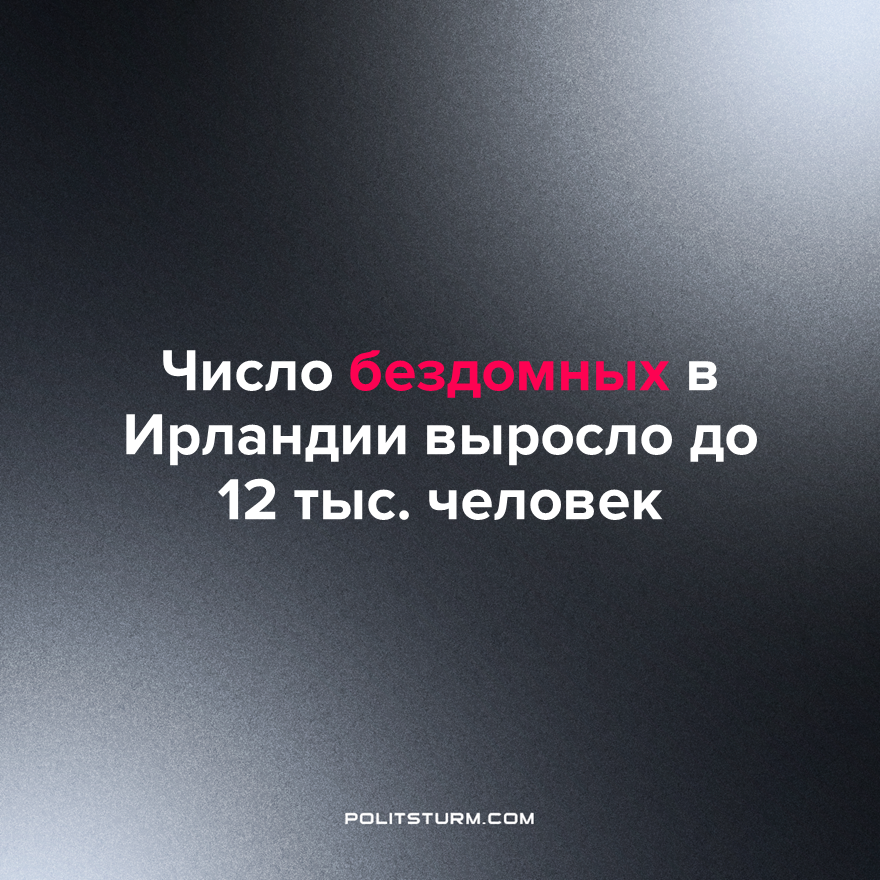 Число бездомных в
Ирландии выросло до
12 тыс. человек
POLITSTURM.COM